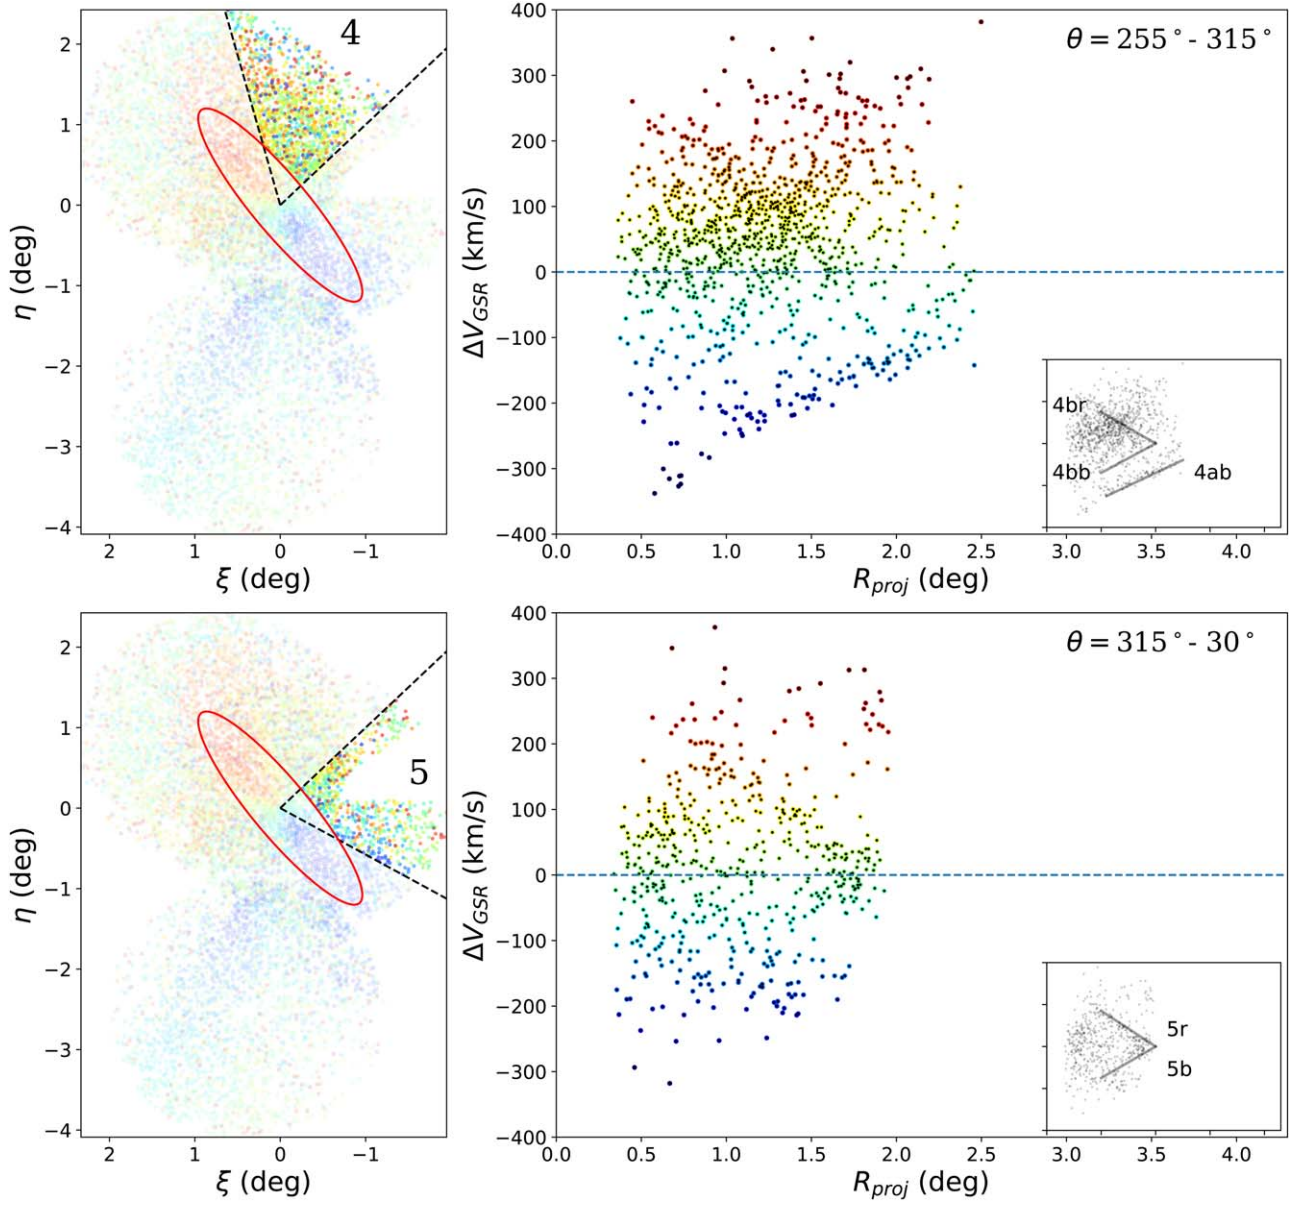 4
2
1
0
−1
−2
−3
−4
η (deg)
2 1 0 −1
ξ (deg)
400
300
200
100
0
−100
−200
−300
−400
ΔV_GSR (km/s)
θ = 255° - 315°
4br
4bb
4ab
0.0 0.5 1.0 1.5 2.0 2.5 3.0 3.5 4.0
R_proj (deg)
5
2
1
0
−1
−2
−3
−4
η (deg)
2 1 0 −1
ξ (deg)
400
300
200
100
0
−100
−200
−300
−400
ΔV_GSR (km/s)
θ = 315° - 30°
5r
5b
0.0 0.5 1.0 1.5 2.0 2.5 3.0 3.5 4.0
R_proj (deg)